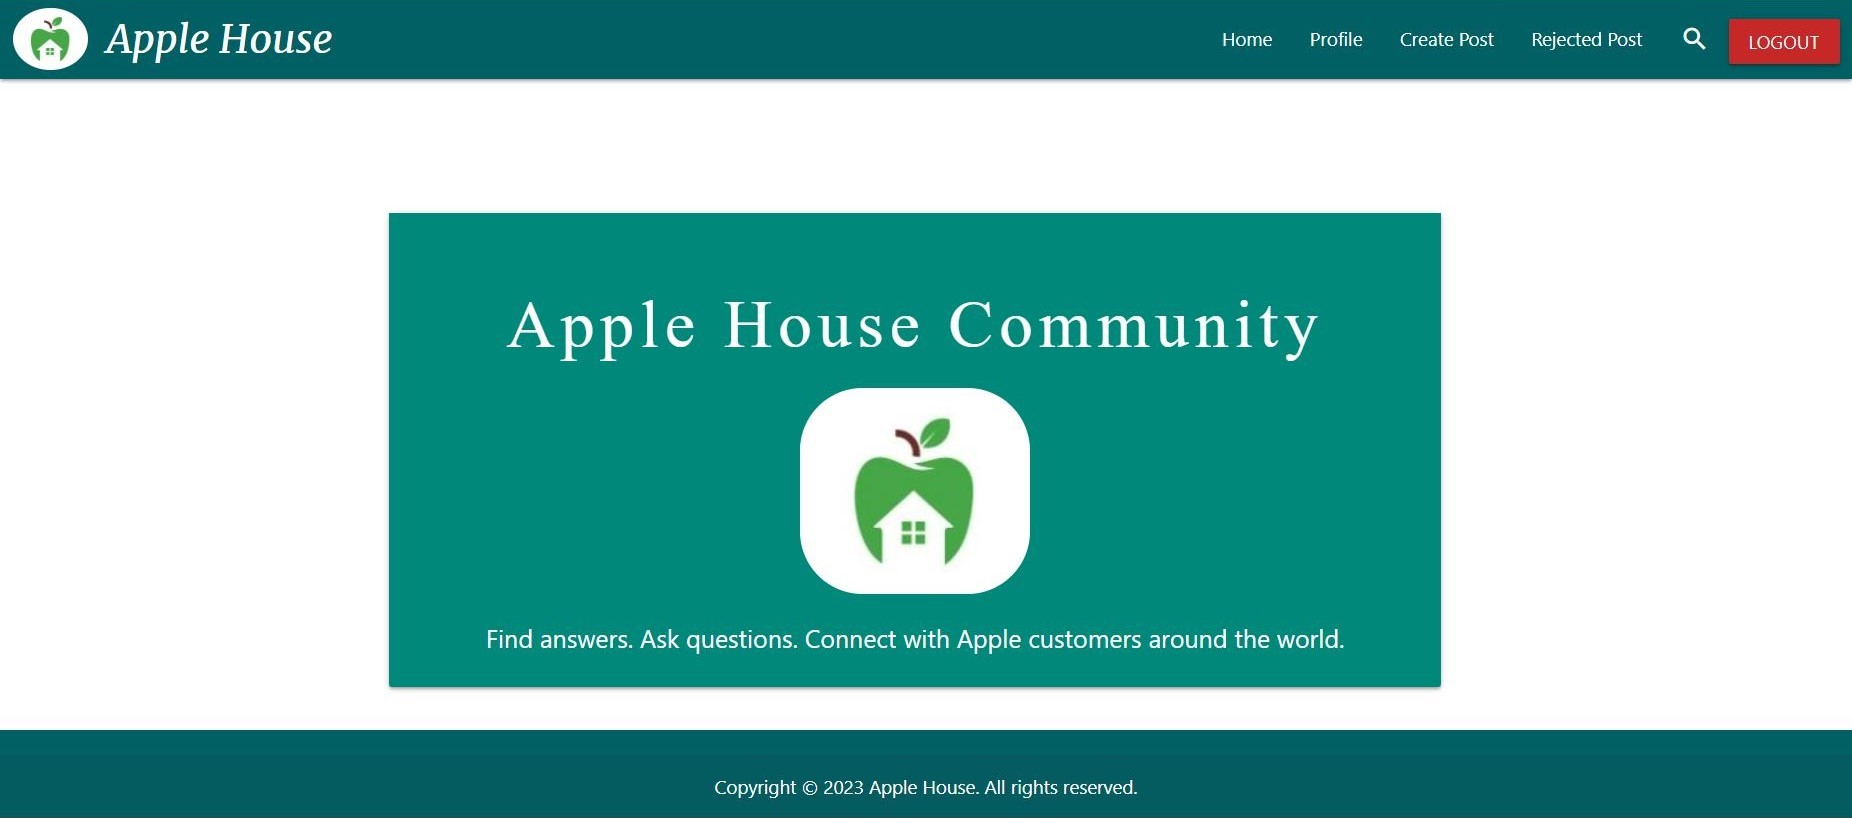 Apple House
Home Profile Create Post Rejected Post LOGOUT
Apple House Community
Find answers. Ask questions. Connect with Apple customers around the world.
Copyright © 2023 Apple House. All rights reserved.